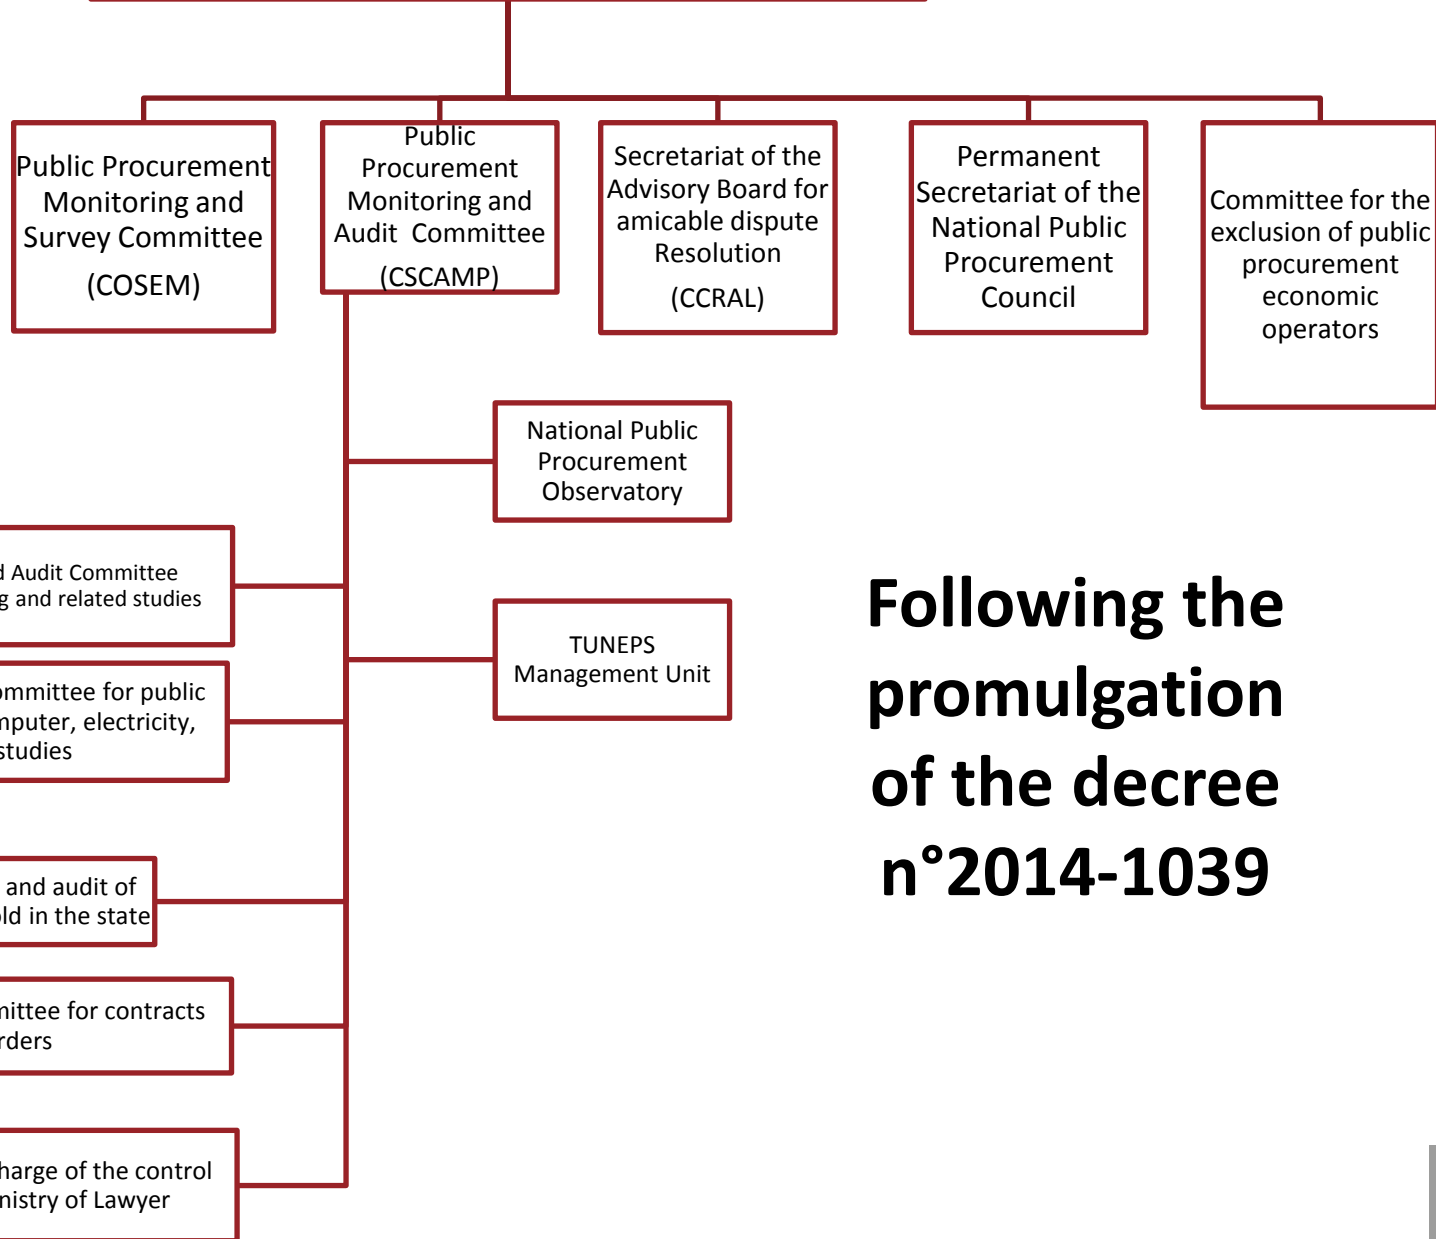 Public Procurement
Monitoring and
Survey Committee
(COSEM)
Public
Procurement
Monitoring and
Audit Committee
(CSCAMP)
Secretariat of the
Advisory Board for
amicable dispute
Resolution
(CCRAL)
Permanent
Secretariat of the
National Public
Procurement
Council
Committee for the
exclusion of public
procurement
economic
operators
National Public
Procurement
Observatory
Audit Committee
and related studies
for public
electricity,
studies
TUNEPS
Management Unit
and audit of
in the state
for contracts
of the control
of Lawyer
Following the
promulgation
of the decree
n°2014-1039